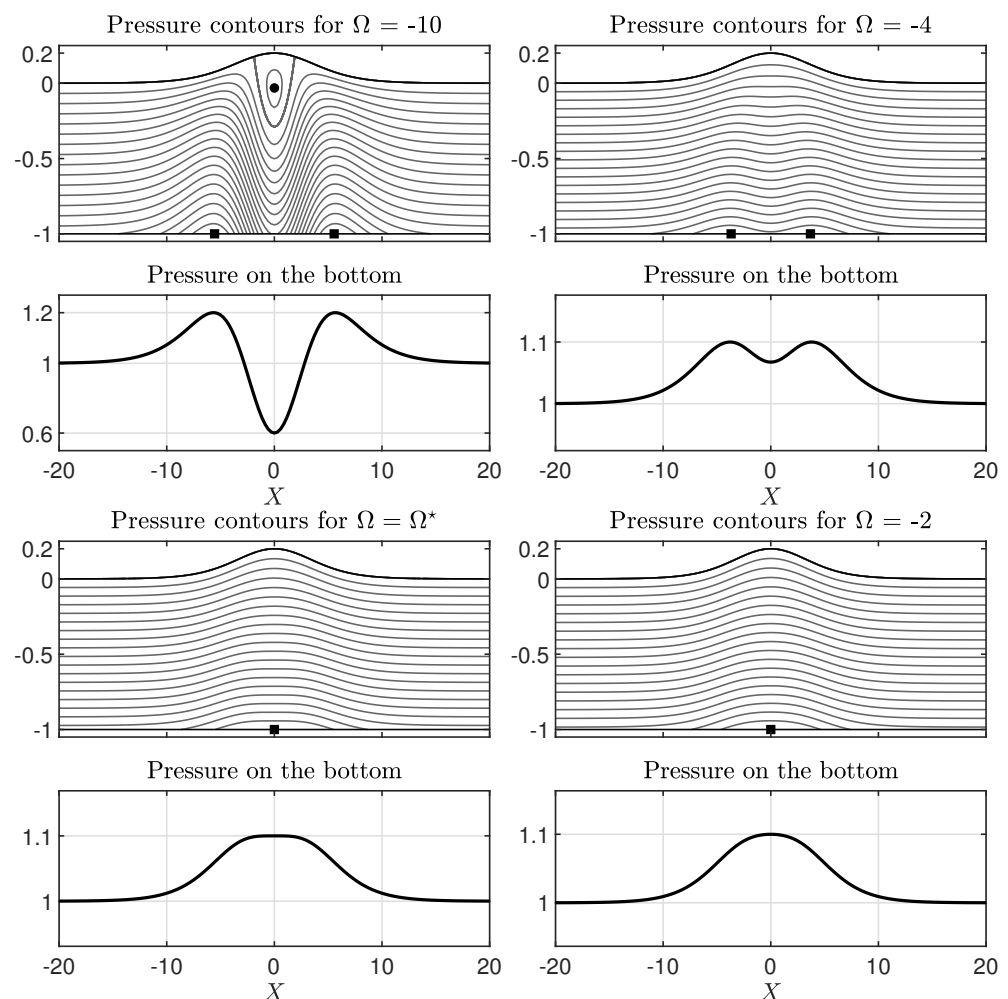 Pressure contours for Ω = -10
0.2
0
-0.5
-1
Pressure on the bottom
1.2
1
0.6
-20 -10 0 10 20
X
Pressure contours for Ω = -4
0.2
0
-0.5
-1
Pressure on the bottom
1.1
1
-20 -10 0 10 20
X
Pressure contours for Ω = Ω⋆
0.2
0
-0.5
-1
Pressure on the bottom
1.1
1
-20 -10 0 10 20
X
Pressure contours for Ω = -2
0.2
0
-0.5
-1
Pressure on the bottom
1.1
1
-20 -10 0 10 20
X